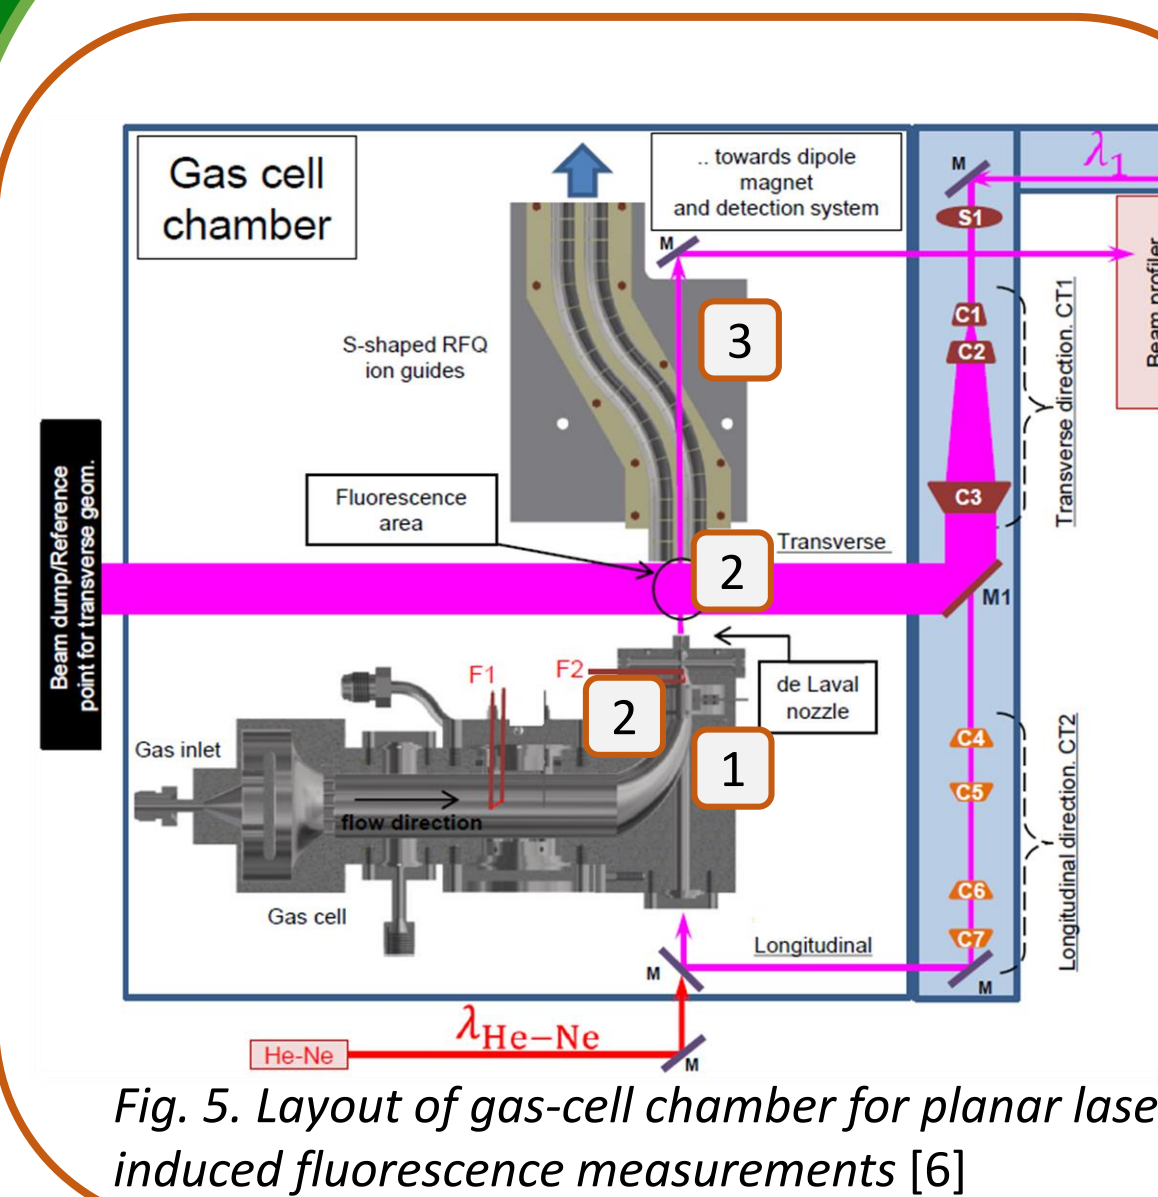 Gas cell
chamber
.. towards dipole
magnet
and detection system
M
λ1
S1
M
Beam profiler
C1
C2
Transverse direction. CT1
3
S-shaped RFQ
ion guides
C3
Fluorescence
area
Transverse
2
M1
Beam dump/Reference
point for transverse geom.
F1
F2
de Laval
nozzle
2
1
Gas inlet
flow direction
C4
C5
Longitudinal direction. CT2
C6
C7
Gas cell
Longitudinal
M
M
λHe−Ne
He-Ne
M
Fig. 5. Layout of gas-cell chamber for planar lase
induced fluorescence measurements [6]